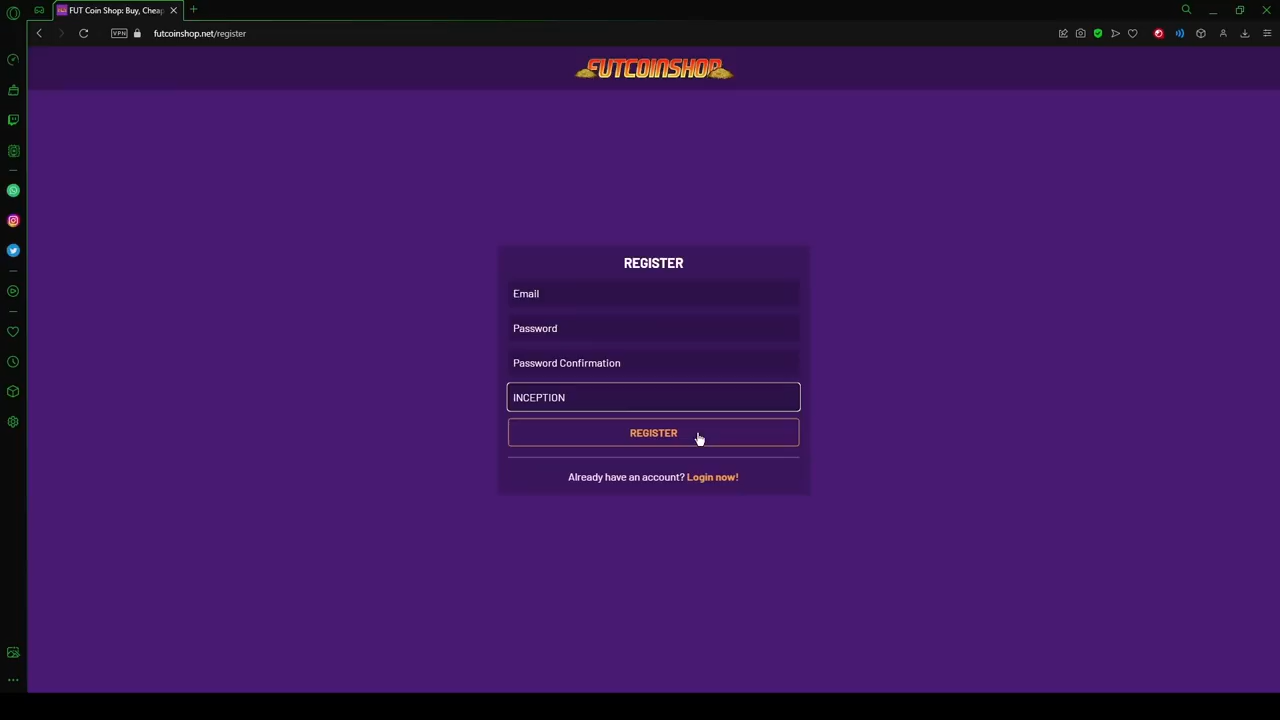 FUT Coin Shop: Buy, Cheap
VPN
futcoinshop.net/register
FUTCOINSHOP
REGISTER
Email
Password
Password Confirmation
INCEPTION
REGISTER
Already have an account? Login now!